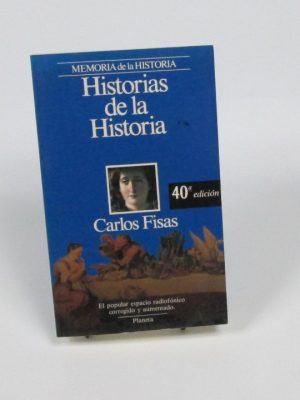 MEMORIA de la HISTORIA
Historias
de la
Historia
40ª edición
Carlos Fisas
El popular espacio radiofónico
corregido y aumentado.
Planeta